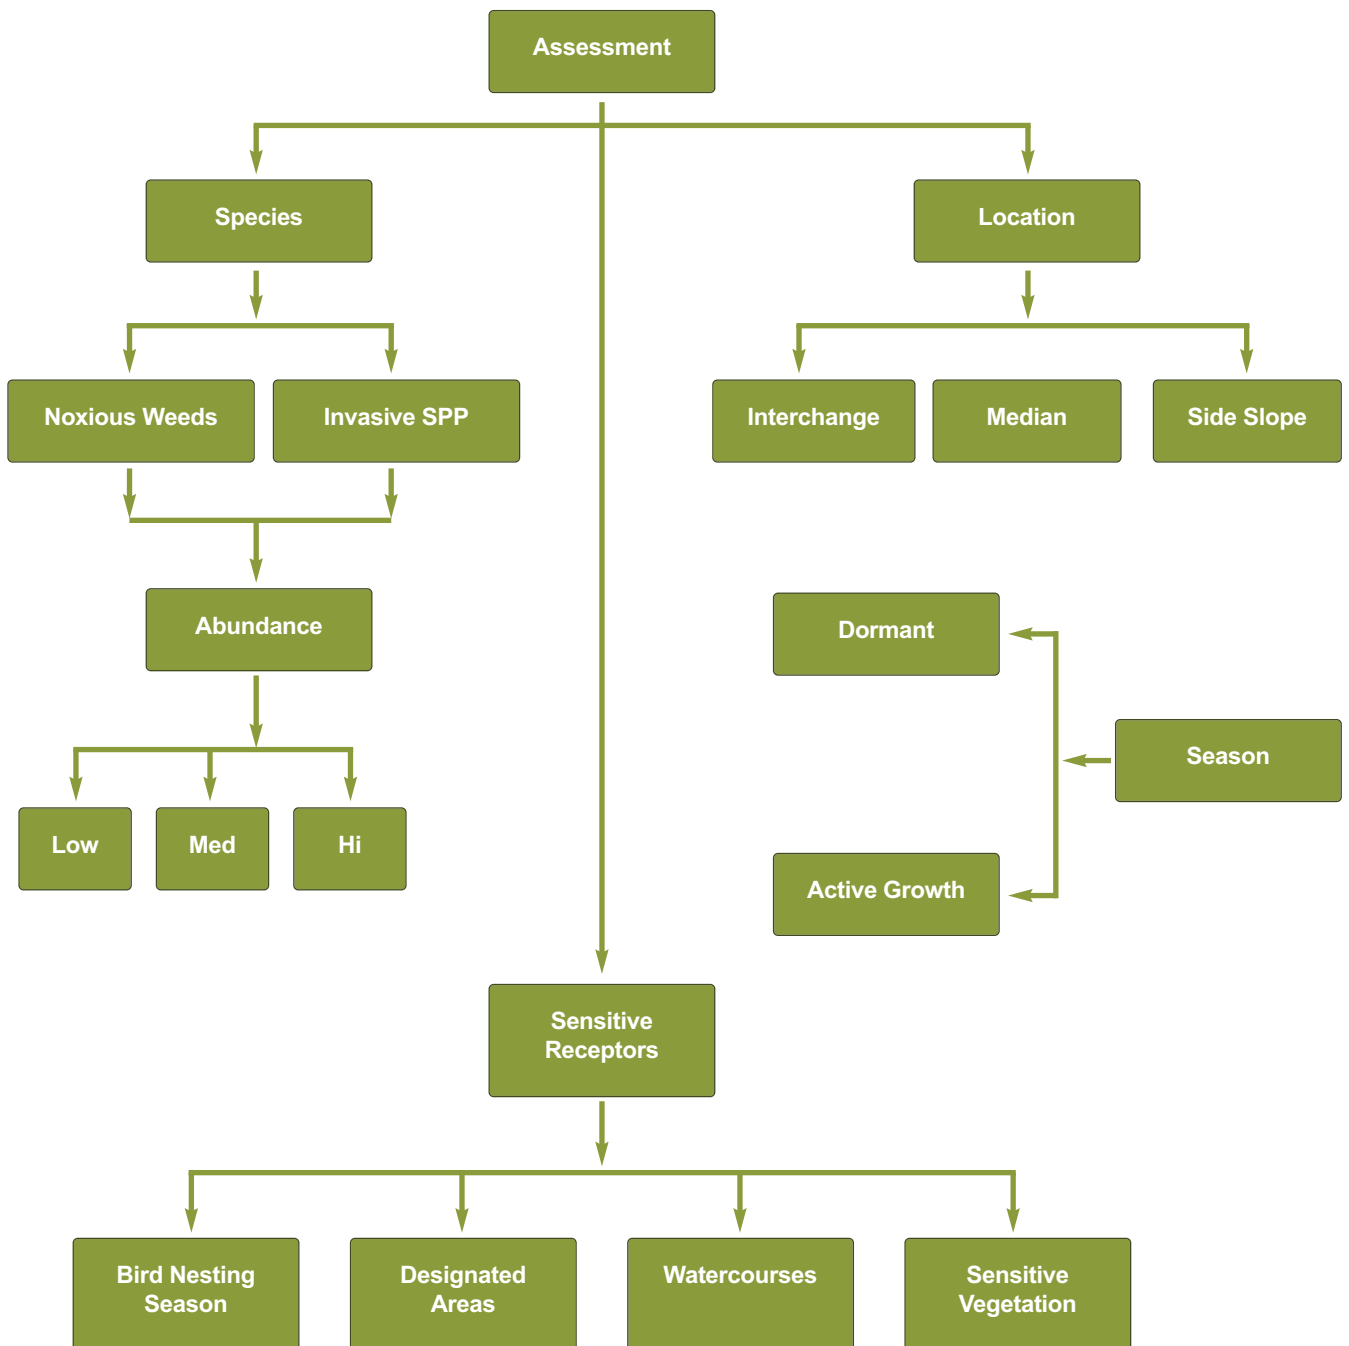 Assessment
Species
Location
Noxious Weeds
Invasive SPP
Interchange
Median
Side Slope
Abundance
Dormant
Season
Low
Med
Hi
Active Growth
Sensitive
Receptors
Bird Nesting
Season
Designated
Areas
Watercourses
Sensitive
Vegetation